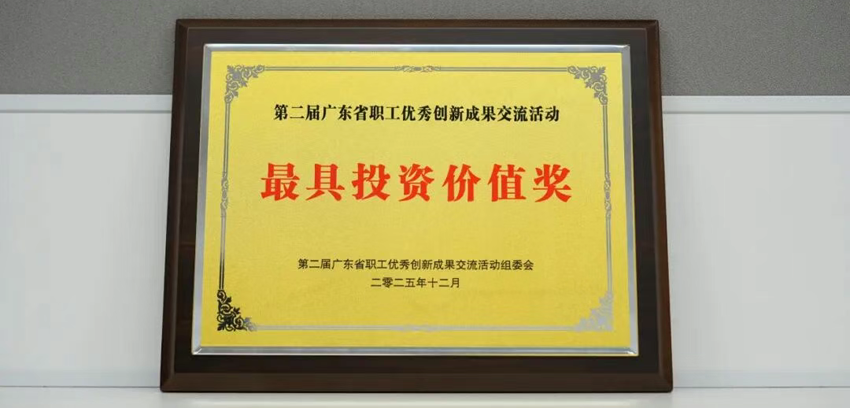 第二届广东省职工优秀创新成果交流活动
最具投资价值奖
第二届广东省职工优秀创新成果交流活动组委会
二零二五年十二月